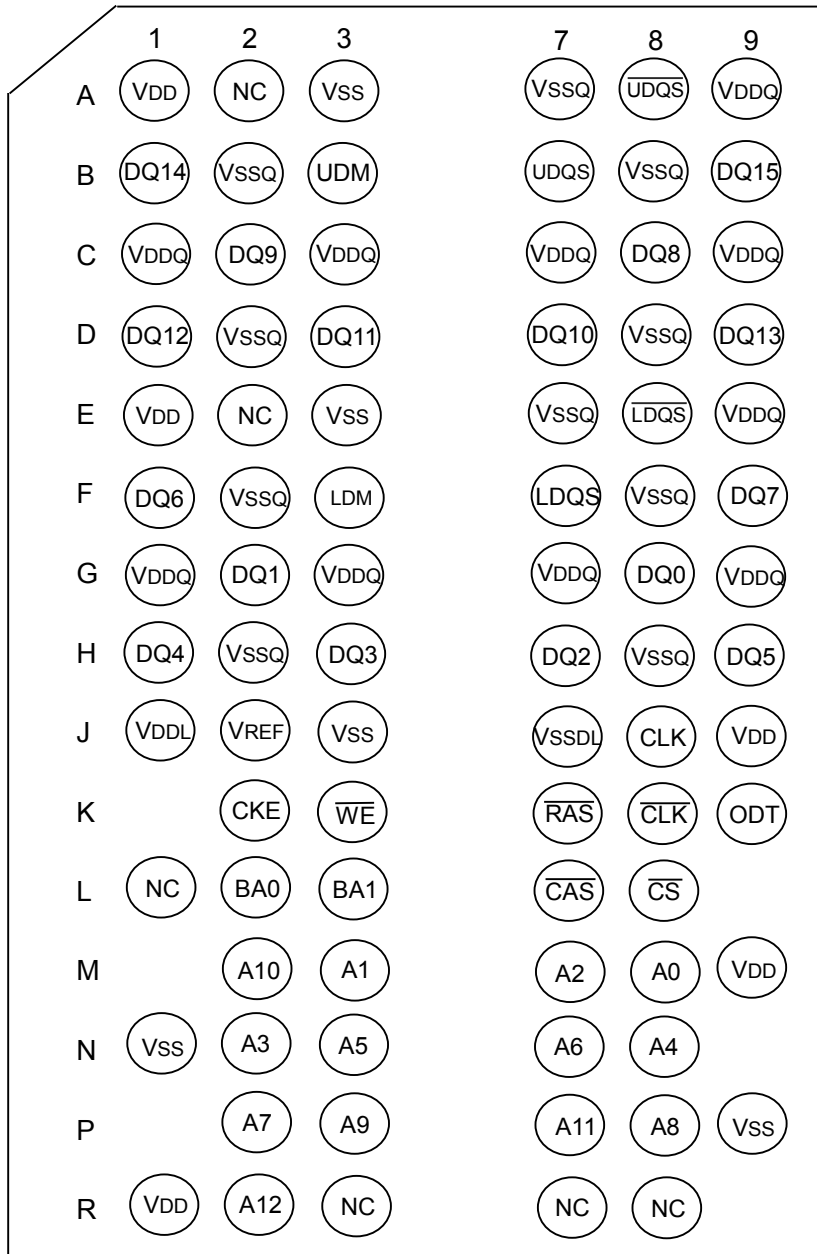 1 2 3 7 8 9
A VDD NC VSS VSSQ UDQS VDDQ
B DQ14 VSSQ UDM UDQS VSSQ DQ15
C VDDQ DQ9 VDDQ VDDQ DQ8 VDDQ
D DQ12 VSSQ DQ11 DQ10 VSSQ DQ13
E VDD NC VSS VSSQ LDQS VDDQ
F DQ6 VSSQ LDM LDQS VSSQ DQ7
G VDDQ DQ1 VDDQ VDDQ DQ0 VDDQ
H DQ4 VSSQ DQ3 DQ2 VSSQ DQ5
J VDDL VREF VSS VSSDL CLK VDD
K CKE WE RAS CLK ODT
L NC BA0 BA1 CAS CS
M A10 A1 A2 A0 VDD
N VSS A3 A5 A6 A4
P A7 A9 A11 A8 VSS
R VDD A12 NC NC NC